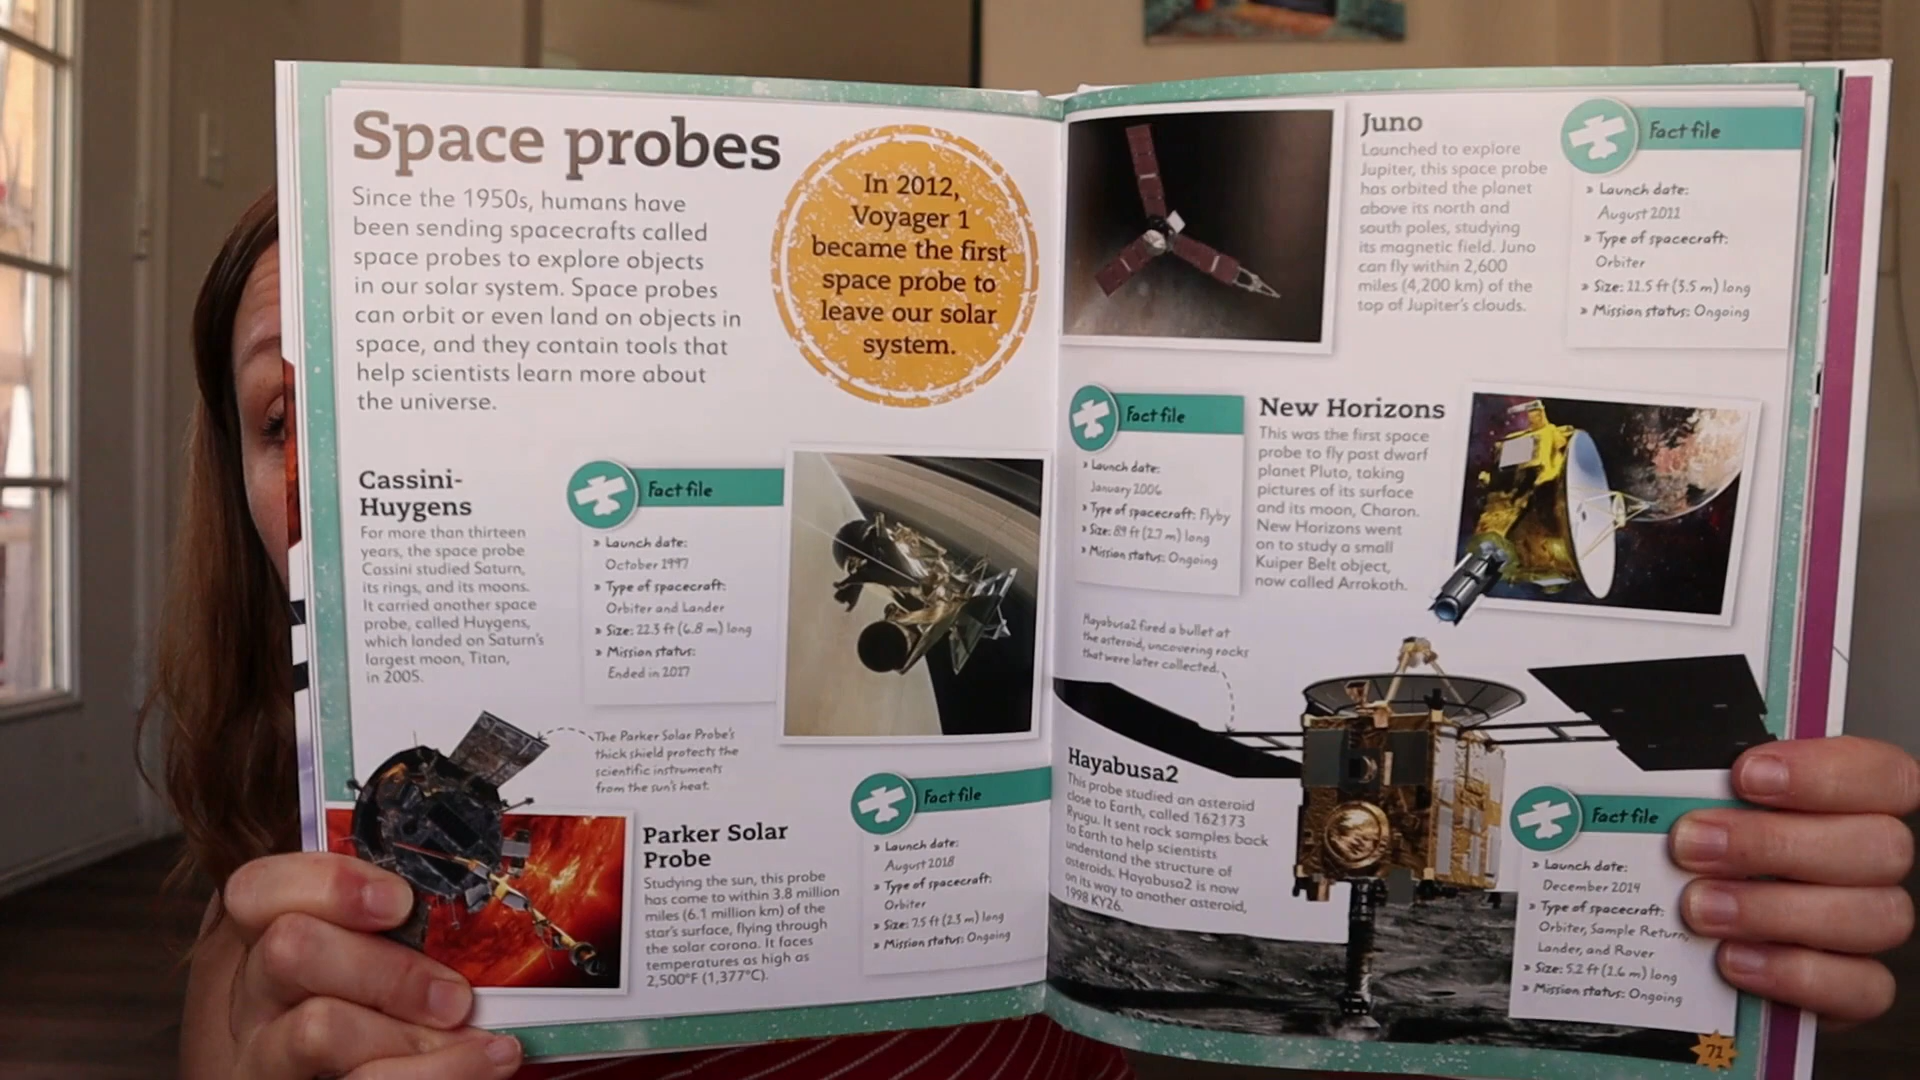 Space probes
Since the 1950s, humans have
been sending spacecrafts called
space probes to explore objects
in our solar system. Space probes
can orbit or even land on objects in
space, and they contain tools that
help scientists learn more about
the universe.
In 2012,
Voyager 1
became the first
space probe to
leave our solar
system.
Cassini-
Huygens
For more than thirteen
years, the space probe
Cassini studied Saturn,
its rings, and its moons.
It carried another space
probe, called Huygens,
which landed on Saturn's
largest moon, Titan,
in 2005.
Fact file
» Launch date:
October 1997
» Type of spacecraft:
Orbiter and Lander
» Size: 22.3 ft (6.8 m) long
» Mission status:
Ended in 2017
The Parker Solar Probe's
thick shield protects the
scientific instruments
from the sun's heat.
Parker Solar
Probe
Studying the sun, this probe
has come to within 3.8 million
miles (6.1 million km) of the
star's surface, flying through
the solar corona. It faces
temperatures as high as
2,500°F (1,377°C).
Fact file
» Launch date:
August 2018
» Type of spacecraft:
Orbiter
» Size: 7.5 ft (2.3 m) long
» Mission status: Ongoing
Juno
Launched to explore
Jupiter, this space probe
has orbited the planet
above its north and
south poles, studying
its magnetic field. Juno
can fly within 2,600
miles (4,200 km) of the
top of Jupiter's clouds.
Fact file
» Launch date:
August 2011
» Type of spacecraft:
Orbiter
» Size: 11.5 ft (3.5 m) long
» Mission status: Ongoing
Fact file
» Launch date:
January 2006
» Type of spacecraft: Flyby
» Size: 8.9 ft (2.7 m) long
» Mission status: Ongoing
New Horizons
This was the first space
probe to fly past dwarf
planet Pluto, taking
pictures of its surface
and its moon, Charon.
New Horizons went
on to study a small
Kuiper Belt object,
now called Arrokoth.
Hayabusa2 fired a bullet at
the asteroid, uncovering rocks
that were later collected.
Hayabusa2
This probe studied an asteroid
close to Earth, called 162173
Ryugu. It sent rock samples back
to Earth to help scientists
understand the structure of
asteroids. Hayabusa2 is now
on its way to another asteroid,
1998 KY26.
Fact file
» Launch date:
December 2014
» Type of spacecraft:
Orbiter, Sample Return,
Lander, and Rover
» Size: 5.2 ft (1.6 m) long
» Mission status: Ongoing
71